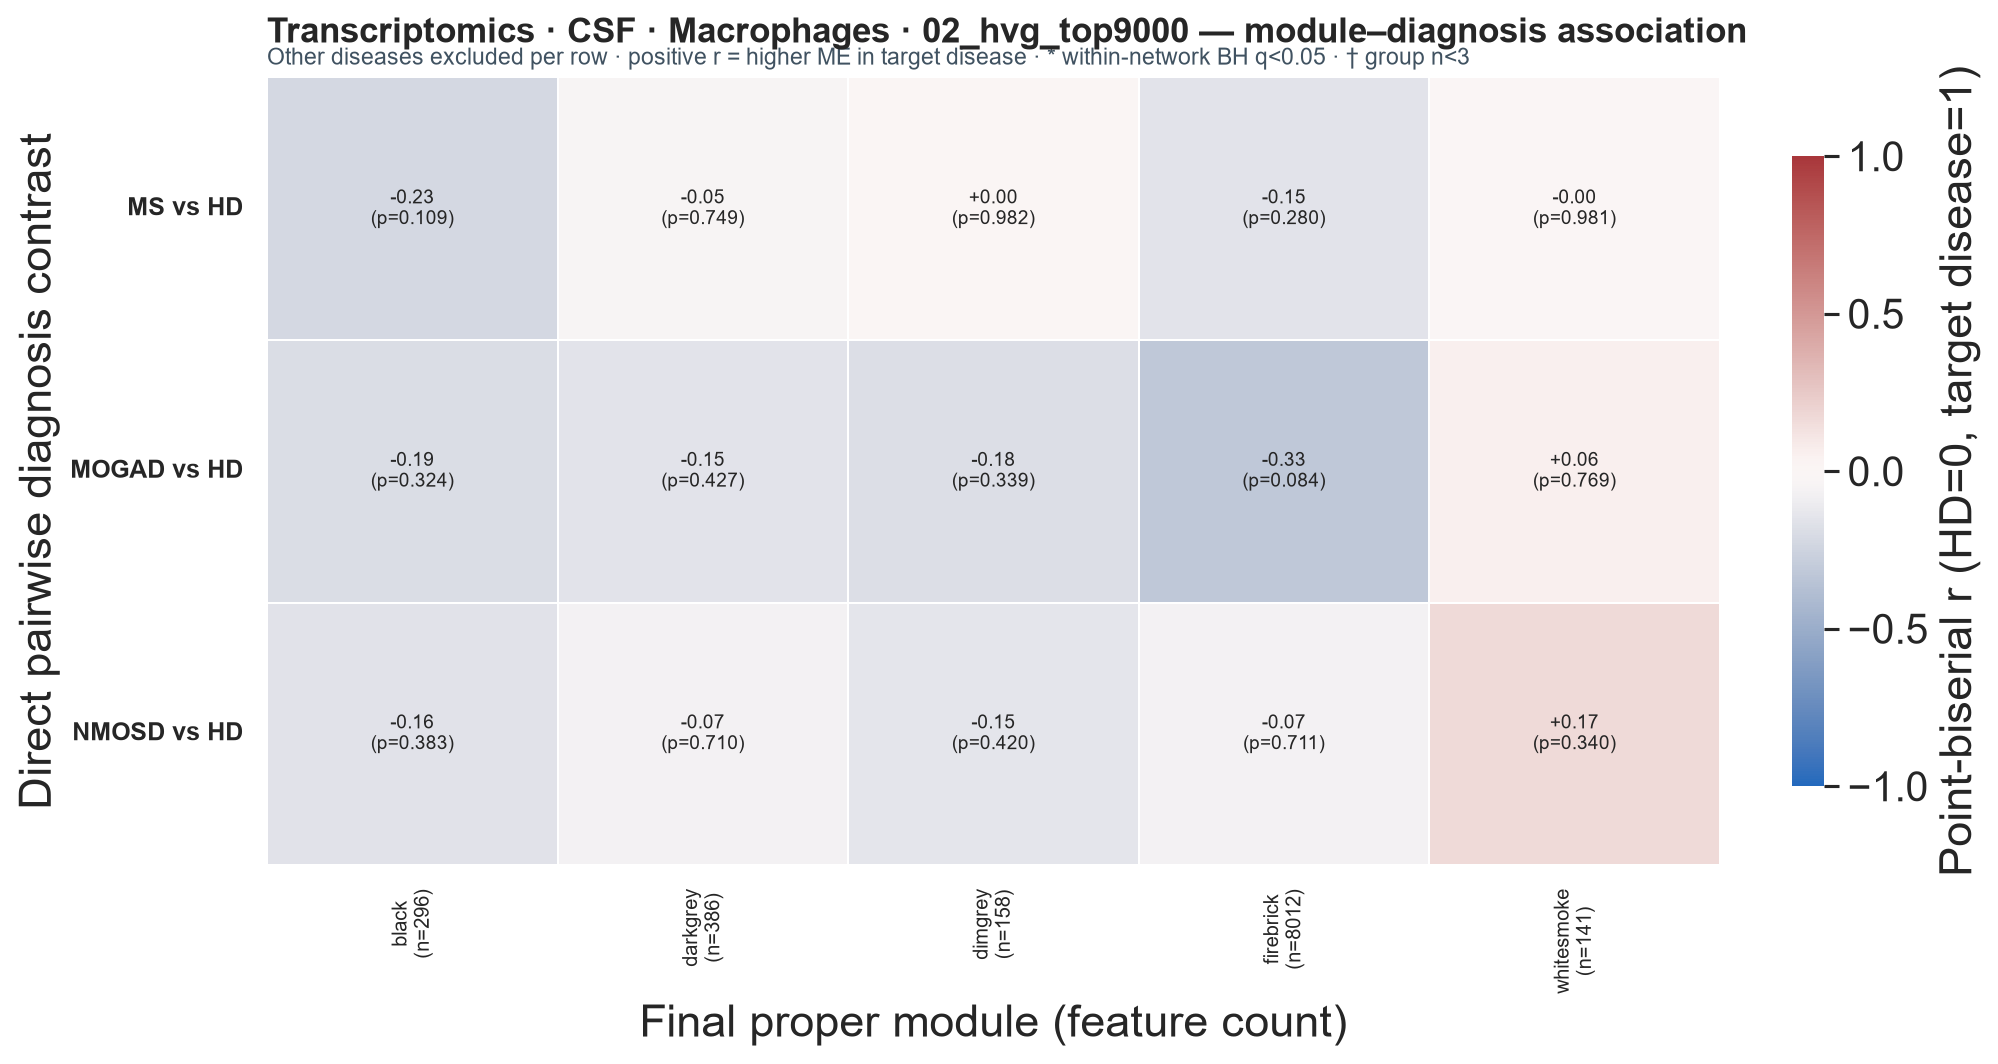 Transcriptomics · CSF · Macrophages · 02_hvg_top9000 — module–diagnosis association
Other diseases excluded per row · positive r = higher ME in target disease · * within-network BH q<0.05 · † group n<3
Direct pairwise diagnosis contrast
MS vs HD
-0.23
(p=0.109)
-0.05
(p=0.749)
+0.00
(p=0.982)
-0.15
(p=0.280)
-0.00
(p=0.981)
MOGAD vs HD
-0.19
(p=0.324)
-0.15
(p=0.427)
-0.18
(p=0.339)
-0.33
(p=0.084)
+0.06
(p=0.769)
NMOSD vs HD
-0.16
(p=0.383)
-0.07
(p=0.710)
-0.15
(p=0.420)
-0.07
(p=0.711)
+0.17
(p=0.340)
black
(n=296)
darkgrey
(n=386)
dimgrey
(n=158)
firebrick
(n=8012)
whitesmoke
(n=141)
Final proper module (feature count)
1.0
0.5
0.0
−0.5
−1.0
Point-biserial r (HD=0, target disease=1)